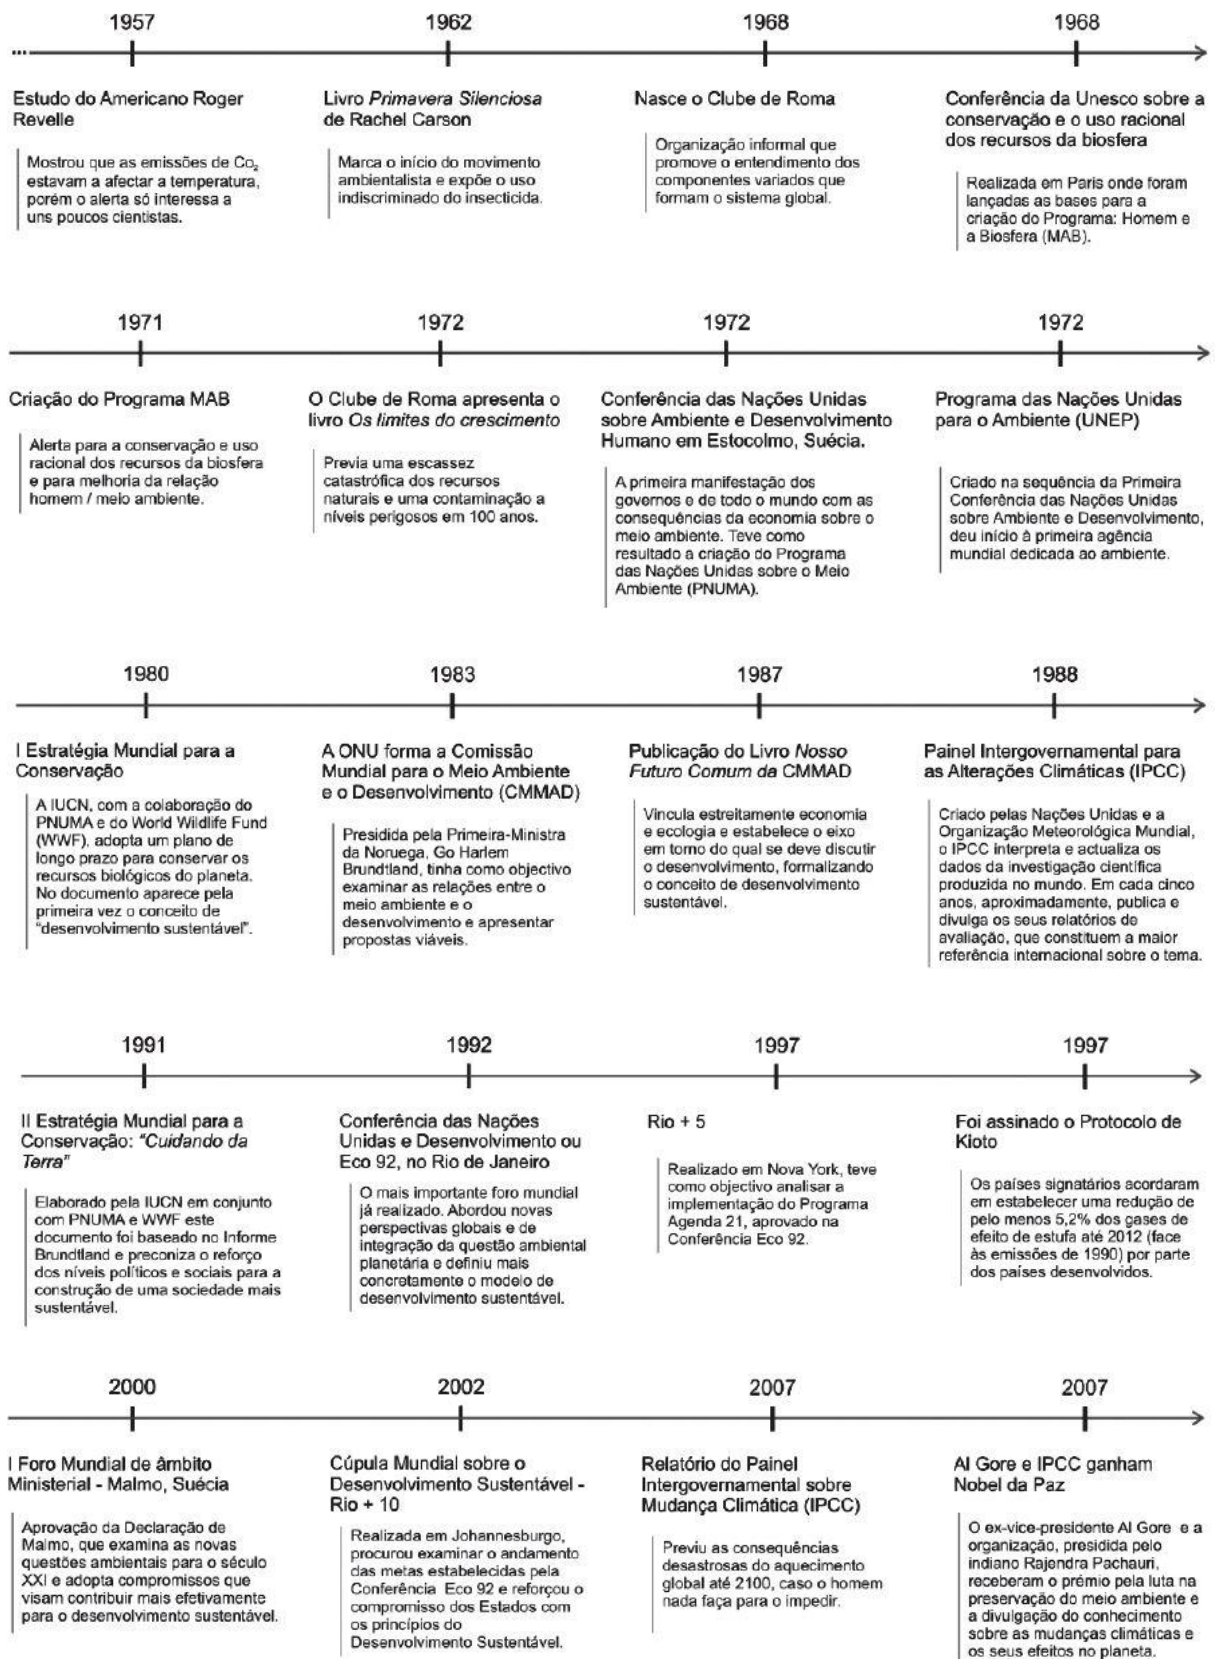 1957
1962
1968
1968
...
Estudo do Americano Roger
Revelle
Mostrou que as emissões de Co₂
estavam a afectar a temperatura,
porém o alerta só interessa a
uns poucos cientistas.
Livro Primavera Silenciosa
de Rachel Carson
Marca o início do movimento
ambientalista e expõe o uso
indiscriminado do insecticida.
Nasce o Clube de Roma
Organização informal que
promove o entendimento dos
componentes variados que
formam o sistema global.
Conferência da Unesco sobre a
conservação e o uso racional
dos recursos da biosfera
Realizada em Paris onde foram
lançadas as bases para a
criação do Programa: Homem e
a Biosfera (MAB).
1971
1972
1972
1972
Criação do Programa MAB
Alerta para a conservação e uso
racional dos recursos da biosfera
e para melhoria da relação
homem / meio ambiente.
O Clube de Roma apresenta o
livro Os limites do crescimento
Previa uma escassez
catastrófica dos recursos
naturais e uma contaminação a
níveis perigosos em 100 anos.
Conferência das Nações Unidas
sobre Ambiente e Desenvolvimento
Humano em Estocolmo, Suécia.
A primeira manifestação dos
governos e de todo o mundo com as
consequências da economia sobre o
meio ambiente. Teve como
resultado a criação do Programa
das Nações Unidas sobre o Meio
Ambiente (PNUMA).
Programa das Nações Unidas
para o Ambiente (UNEP)
Criado na sequência da Primeira
Conferência das Nações Unidas
sobre Ambiente e Desenvolvimento,
deu início à primeira agência
mundial dedicada ao ambiente.
1980
1983
1987
1988
I Estratégia Mundial para a
Conservação
A IUCN, com a colaboração do
PNUMA e do World Wildlife Fund
(WWF), adopta um plano de
longo prazo para conservar os
recursos biológicos do planeta.
No documento aparece pela
primeira vez o conceito de
"desenvolvimento sustentável".
A ONU forma a Comissão
Mundial para o Meio Ambiente
e o Desenvolvimento (CMMAD)
Presidida pela Primeira-Ministra
da Noruega, Go Harlem
Brundtland, tinha como objectivo
examinar as relações entre o
meio ambiente e o
desenvolvimento e apresentar
propostas viáveis.
Publicação do Livro Nosso
Futuro Comum da CMMAD
Vincula estreitamente economia
e ecologia e estabelece o eixo
em torno do qual se deve discutir
o desenvolvimento, formalizando
o conceito de desenvolvimento
sustentável.
Painel Intergovernamental para
as Alterações Climáticas (IPCC)
Criado pelas Nações Unidas e a
Organização Meteorológica Mundial,
o IPCC interpreta e actualiza os
dados da investigação científica
produzida no mundo. Em cada cinco
anos, aproximadamente, publica e
divulga os seus relatórios de
avaliação, que constituem a maior
referência internacional sobre o tema.
1991
1992
1997
1997
II Estratégia Mundial para a
Conservação: "Cuidando da
Terra"
Elaborado pela IUCN em conjunto
com PNUMA e WWF este
documento foi baseado no Informe
Brundtland e preconiza o reforço
dos níveis políticos e sociais para a
construção de uma sociedade mais
sustentável.
Conferência das Nações
Unidas e Desenvolvimento ou
Eco 92, no Rio de Janeiro
O mais importante foro mundial
já realizado. Abordou novas
perspectivas globais e de
integração da questão ambiental
planetária e definiu mais
concretamente o modelo de
desenvolvimento sustentável.
Rio + 5
Realizado em Nova York, teve
como objectivo analisar a
implementação do Programa
Agenda 21, aprovado na
Conferência Eco 92.
Foi assinado o Protocolo de
Kioto
Os países signatários acordaram
em estabelecer uma redução de
pelo menos 5,2% dos gases de
efeito de estufa até 2012 (face
às emissões de 1990) por parte
dos países desenvolvidos.
2000
2002
2007
2007
I Foro Mundial de âmbito
Ministerial - Malmo, Suécia
Aprovação da Declaração de
Malmo, que examina as novas
questões ambientais para o século
XXI e adopta compromissos que
visam contribuir mais efetivamente
para o desenvolvimento sustentável.
Cúpula Mundial sobre o
Desenvolvimento Sustentável -
Rio + 10
Realizada em Johannesburgo,
procurou examinar o andamento
das metas estabelecidas pela
Conferência Eco 92 e reforçou o
compromisso dos Estados com
os princípios do
Desenvolvimento Sustentável.
Relatório do Painel
Intergovernamental sobre
Mudança Climática (IPCC)
Previu as consequências
desastrosas do aquecimento
global até 2100, caso o homem
nada faça para o impedir.
Al Gore e IPCC ganham
Nobel da Paz
O ex-vice-presidente Al Gore e a
organização, presidida pelo
indiano Rajendra Pachauri,
receberam o prémio pela luta na
preservação do meio ambiente e
a divulgação do conhecimento
sobre as mudanças climáticas e
os seus efeitos no planeta.